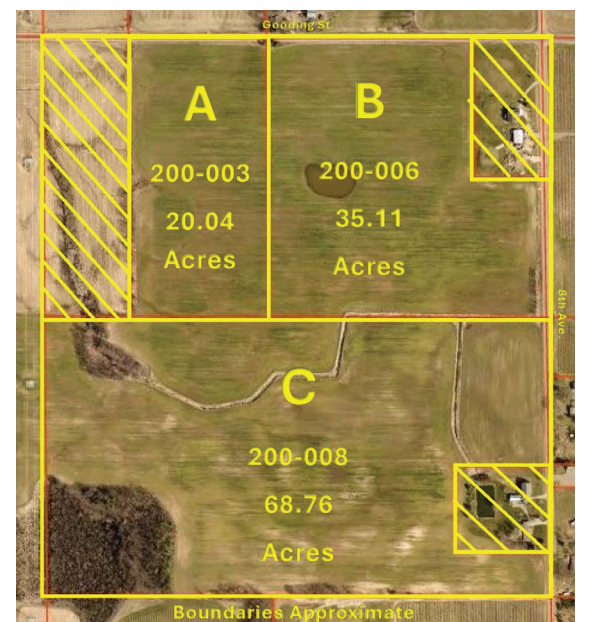 Gooding St.
A
200-003
20.04
Acres
B
200-006
35.11
Acres
8th Ave.
C
200-008
68.76
Acres
Boundaries Approximate